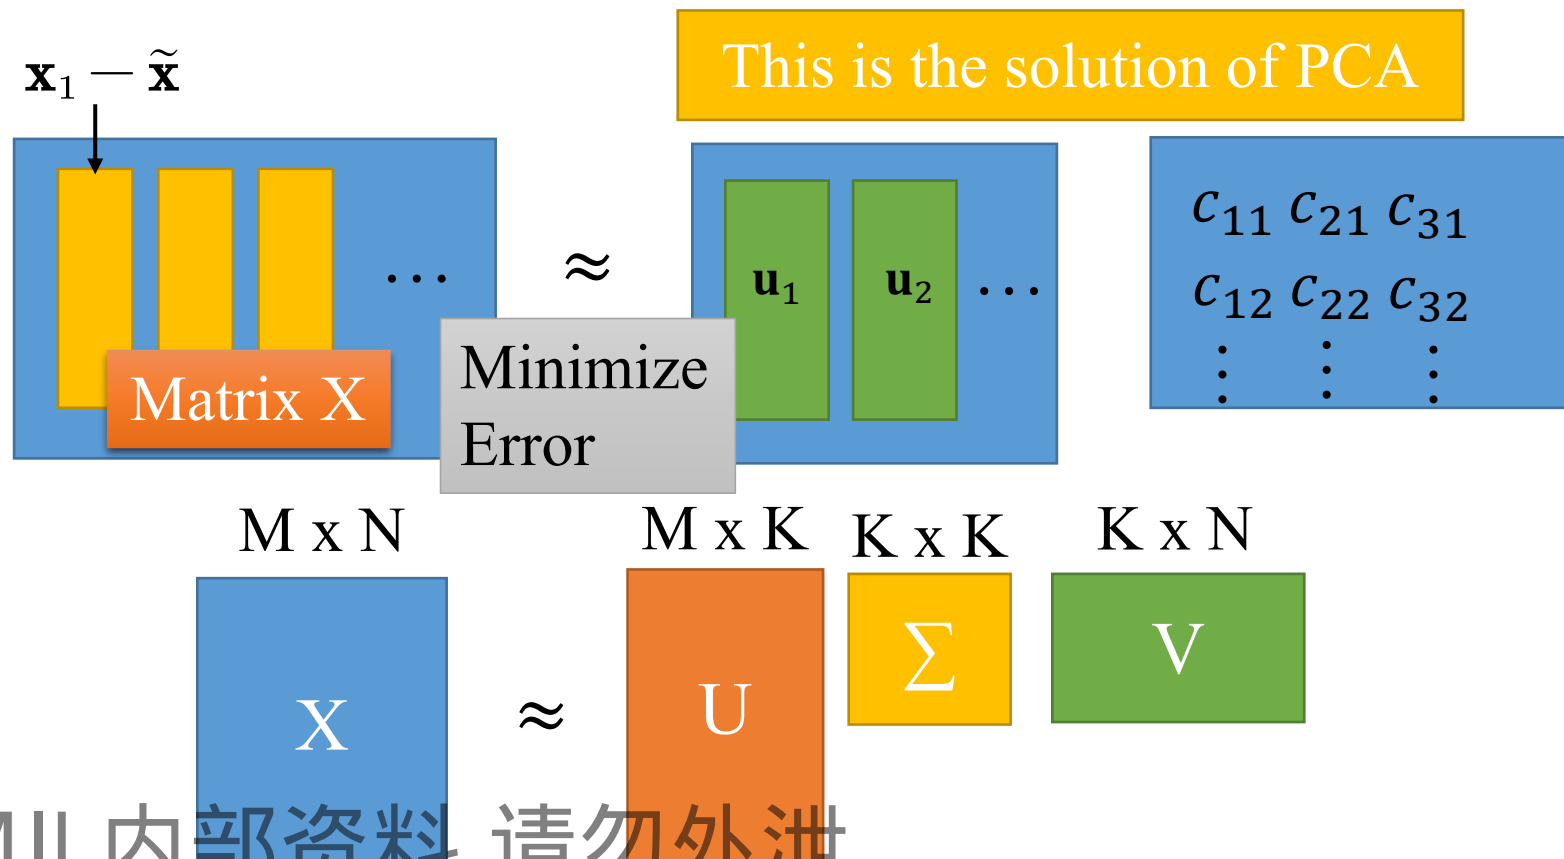 This is the solution of PCA
𝐱₁ − 𝐱̃
…
≈
𝐮₁ 𝐮₂ …
c₁₁ c₂₁ c₃₁
c₁₂ c₂₂ c₃₂
⋮ ⋮ ⋮
Matrix X
Minimize
Error
M x N
M x K
K x K
K x N
X
≈
U
∑
V
内部资料 请勿外泄